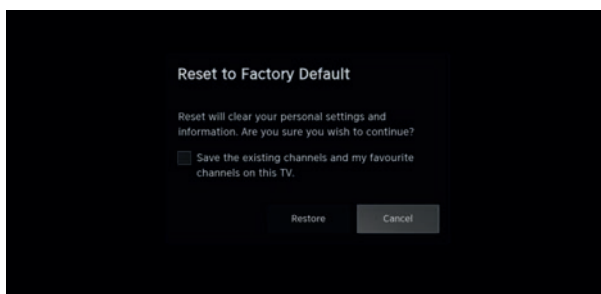 Reset to Factory Default
Reset will clear your personal settings and
information. Are you sure you wish to continue?
Save the existing channels and my favourite
channels on this TV.
Restore
Cancel